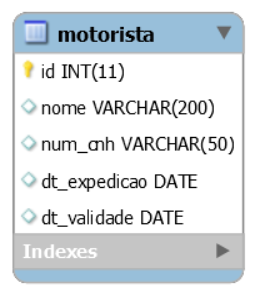 motorista
id INT(11)
nome VARCHAR(200)
num_cnh VARCHAR(50)
dt_expedicao DATE
dt_validade DATE
Indexes